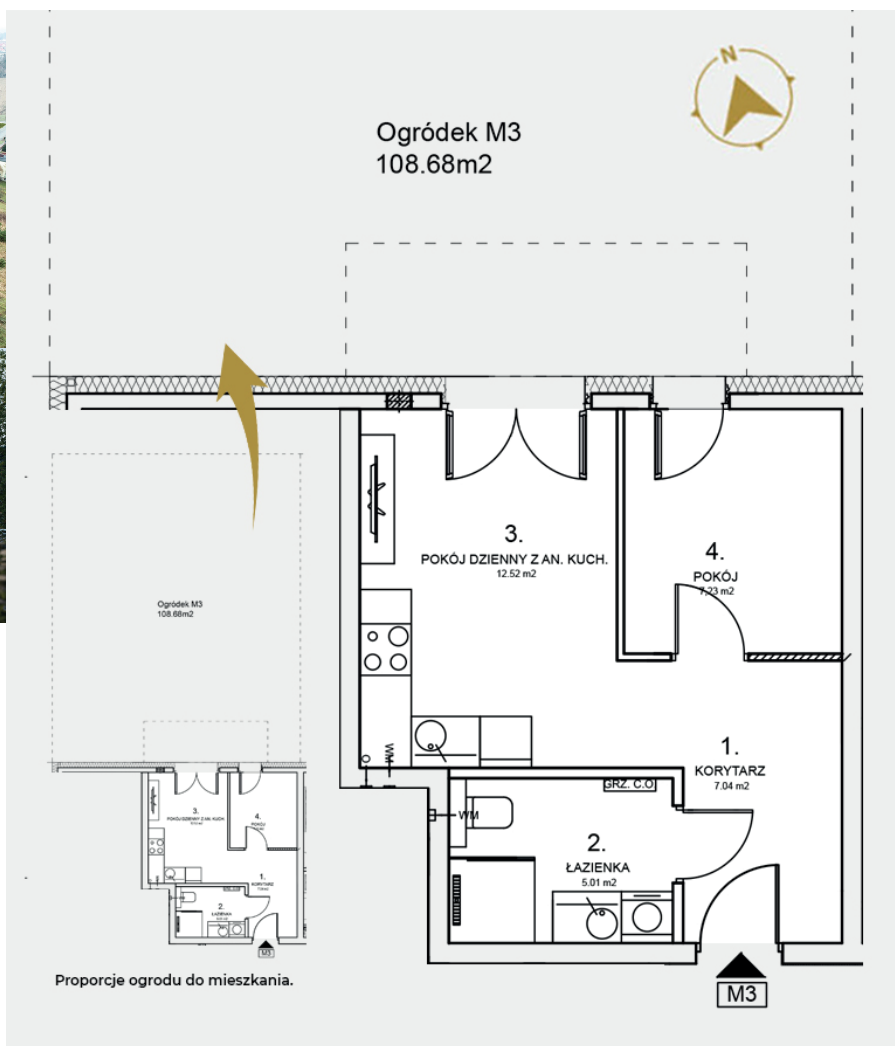 N
Ogródek M3
108.68m2
3.
POKÓJ DZIENNY Z AN. KUCH.
12.52 m2
4.
POKÓJ
7,23 m2
1.
KORYTARZ
7.04 m2
WM
GRZ. C.O
WM
2.
ŁAZIENKA
5.01 m2
M3
Ogródek M3
108.68m2
3.
POKÓJ DZIENNY Z AN. KUCH.
4.
POKÓJ
1.
KORYTARZ
2.
ŁAZIENKA
M3
Proporcje ogrodu do mieszkania.